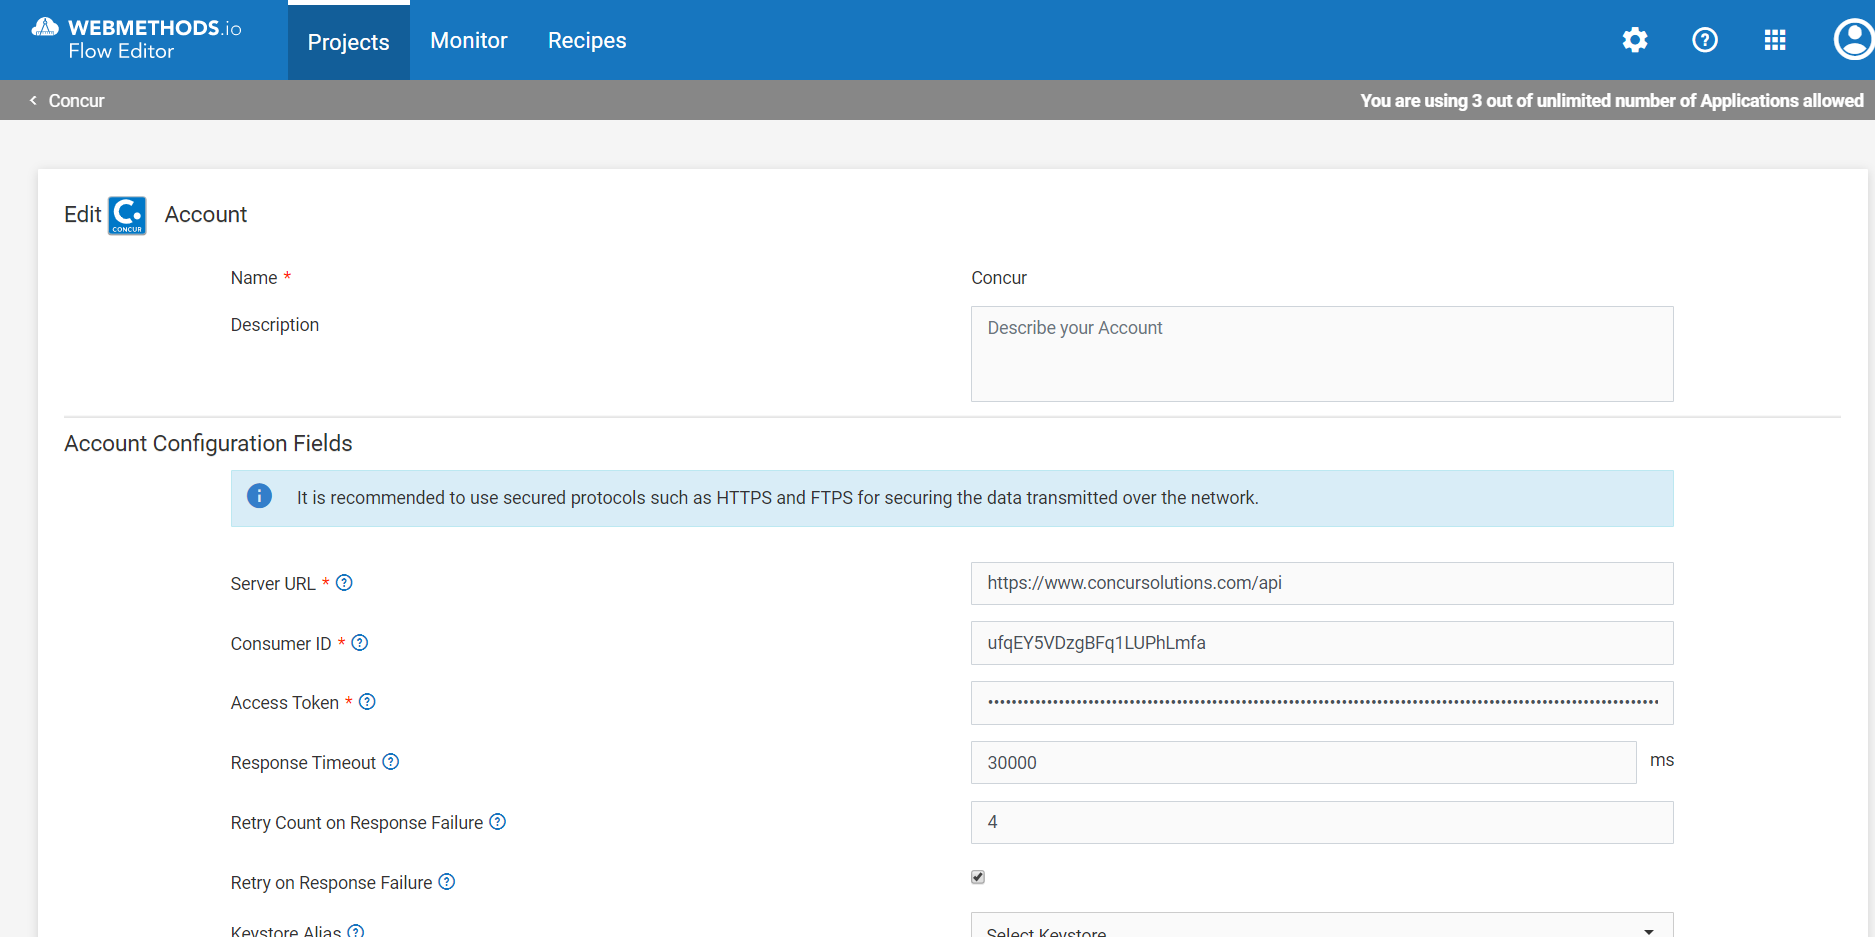 WEBMETHODS.io
Flow Editor
Projects
Monitor
Recipes
Concur
You are using 3 out of unlimited number of Applications allowed
Edit
CONCUR
Account
Name *
Concur
Description
Describe your Account
Account Configuration Fields
It is recommended to use secured protocols such as HTTPS and FTPS for securing the data transmitted over the network.
Server URL *
https://www.concursolutions.com/api
Consumer ID *
ufqEY5VDzgBFq1LUPhLmfa
Access Token *
Response Timeout
30000
ms
Retry Count on Response Failure
4
Retry on Response Failure
Keystore Alias
Select Keystore